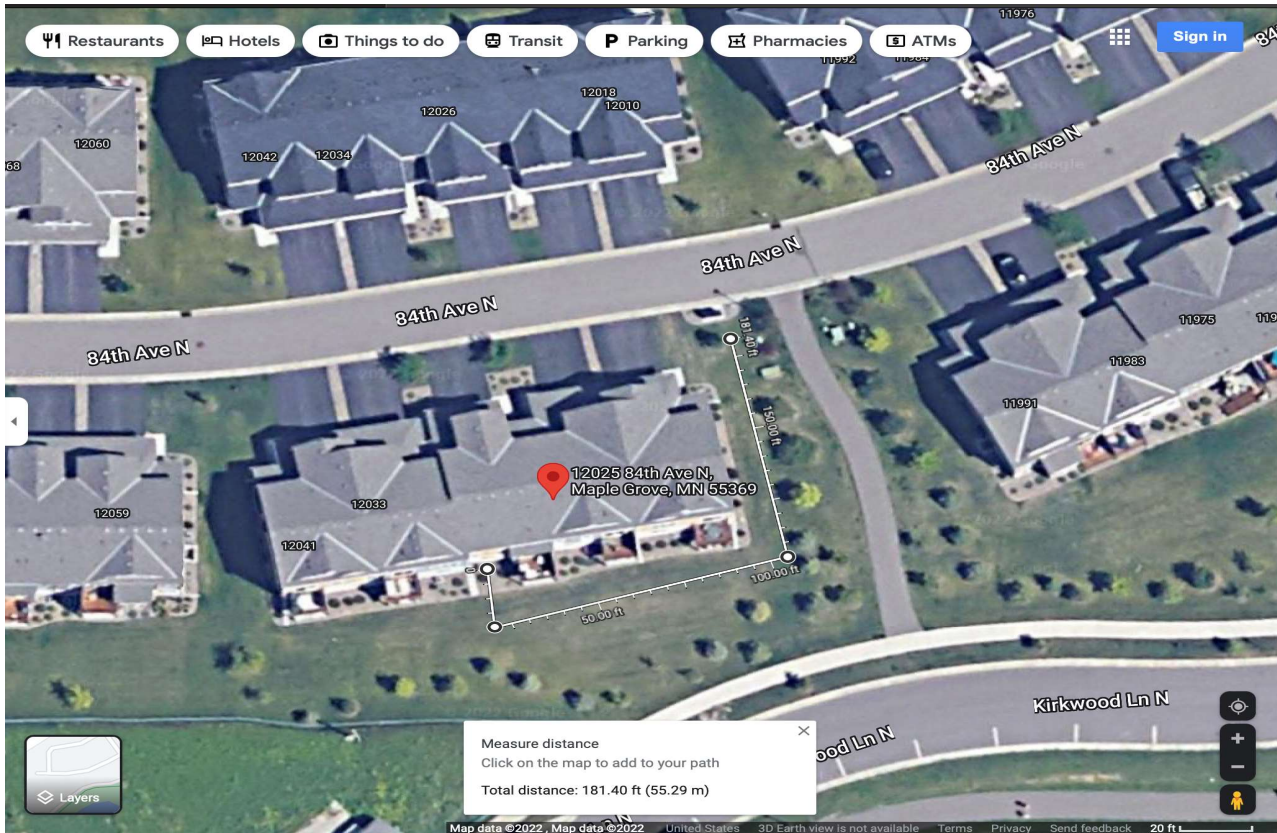 Restaurants
Hotels
Things to do
Transit
P Parking
Pharmacies
ATMs
Sign in
11976
11992
11984
12018
12010
12026
12060
12042
12034
68
84th Ave N
84th Ave N
84th Ave N
84th Ave N
181.40 ft
11975
11983
11991
150.00 ft
12025 84th Ave N,
Maple Grove, MN 55369
12033
12059
12041
0
100.00 ft
50.00 ft
Kirkwood Ln N
ood Ln N
Measure distance
Click on the map to add to your path
Total distance: 181.40 ft (55.29 m)
Layers
Map data ©2022 , Map data ©2022 United States 3D Earth view is not available Terms Privacy Send feedback 20 ft